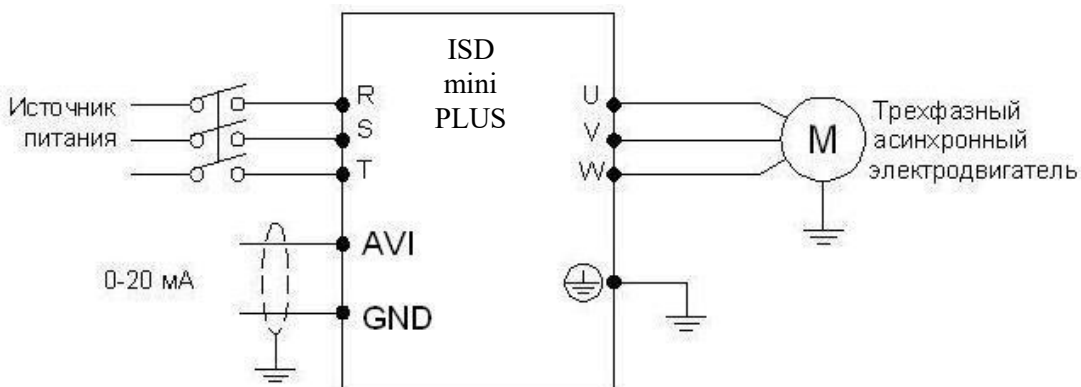 ISD
mini
PLUS
Источник
питания
R
S
T
U
V
W
M
Трехфазный
асинхронный
электродвигатель
AVI
0-20 мА
GND